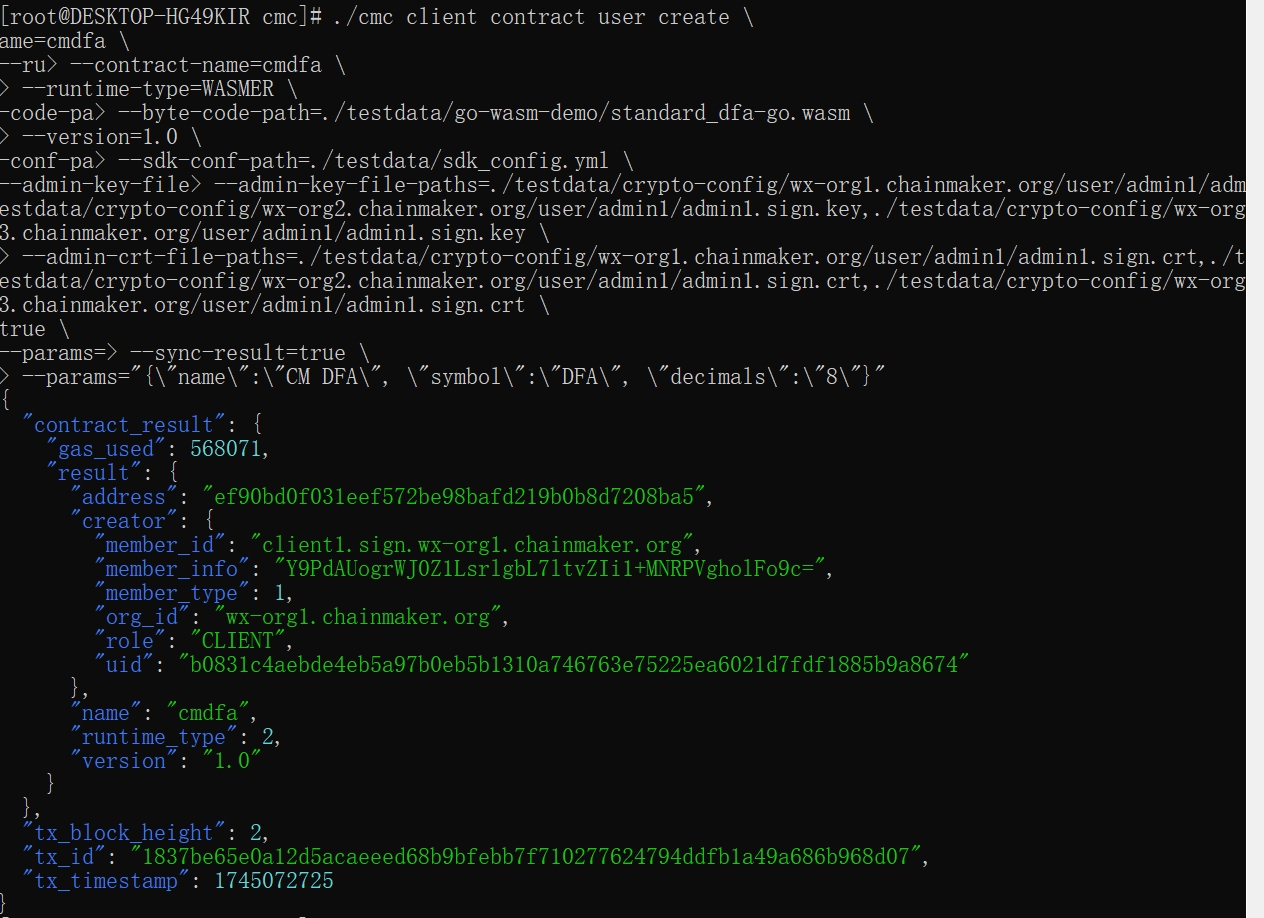 [root@DESKTOP-HG49KIR cmc]# ./cmc client contract user create \
ame=cmdfa \
--ru> --contract-name=cmdfa \
> --runtime-type=WASMER \
-code-pa> --byte-code-path=./testdata/go-wasm-demo/standard_dfa-go.wasm \
> --version=1.0 \
-conf-pa> --sdk-conf-path=./testdata/sdk_config.yml \
--admin-key-file> --admin-key-file-paths=./testdata/crypto-config/wx-org1.chainmaker.org/user/admin1/adm
estdata/crypto-config/wx-org2.chainmaker.org/user/admin1/admin1.sign.key,./testdata/crypto-config/wx-org
3.chainmaker.org/user/admin1/admin1.sign.key \
> --admin-crt-file-paths=./testdata/crypto-config/wx-org1.chainmaker.org/user/admin1/admin1.sign.crt,./t
estdata/crypto-config/wx-org2.chainmaker.org/user/admin1/admin1.sign.crt,./testdata/crypto-config/wx-org
3.chainmaker.org/user/admin1/admin1.sign.crt \
true \
--params=> --sync-result=true \
> --params="{\"name\":\"CM DFA\", \"symbol\":\"DFA\", \"decimals\":\"8\"}"
{
  "contract_result": {
    "gas_used": 568071,
    "result": {
      "address": "ef90bd0f031eef572be98bafd219b0b8d7208ba5",
      "creator": {
        "member_id": "client1.sign.wx-org1.chainmaker.org",
        "member_info": "Y9PdAUogrWJ0Z1LsrlgbL7ltvZIi1+MNRPVgholFo9c=",
        "member_type": 1,
        "org_id": "wx-org1.chainmaker.org",
        "role": "CLIENT",
        "uid": "b0831c4aebde4eb5a97b0eb5b1310a746763e75225ea6021d7fdf1885b9a8674"
      },
      "name": "cmdfa",
      "runtime_type": 2,
      "version": "1.0"
    }
  },
  "tx_block_height": 2,
  "tx_id": "1837be65e0a12d5acaeeed68b9bfebb7f710277624794ddfb1a49a686b968d07",
  "tx_timestamp": 1745072725
}